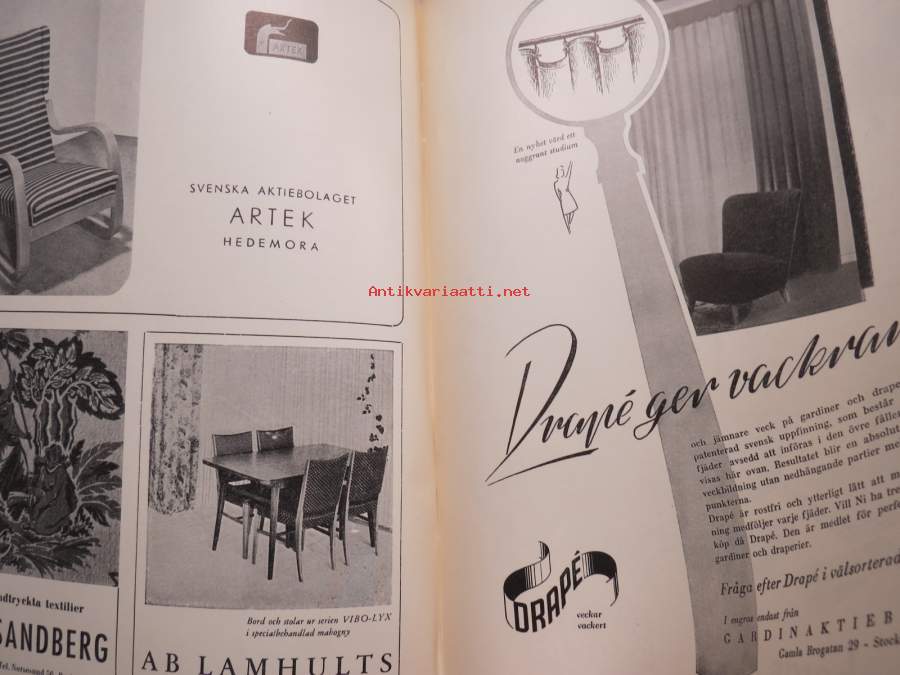 ARTEK
SVENSKA AKTIEBOLAGET
ARTEK
HEDEMORA
Antikvariaatti.net
textilier
SANDBERG
Bord och stolar ur serien VIBO-LYX
i specialbehandlad mahogny
AB LAMHULTS
En nyhet värd ett
noggrant studium
Drapé ger vackrar
och jämnare veck på gardiner och drape
patenterad svensk uppfinning, som består
fjäder avsedd att införas i den övre fållen
visas här ovan. Resultatet blir en absolut
veckbildning utan nedhängande partier me
punkterna.
Drapé är rostfri och ytterligt lätt att m
ning medföljer varje fjäder. Vill Ni ha tre
köp då Drapé. Den är medlet för perfe
gardiner och draperier.
DRAPÉ
veckar
vackert
Fråga efter Drapé i välsorterad
I engros endast från
GARDINAKTIEB
Gamla Brogatan 29 - Stock